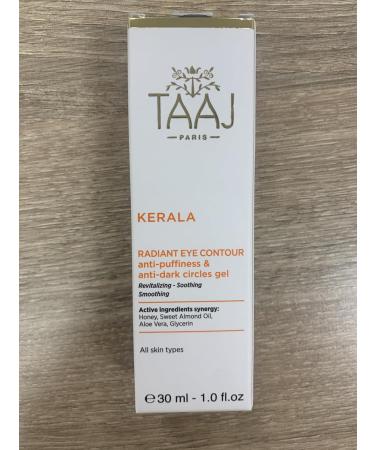 TAAJ
— PARIS —
KERALA
RADIANT EYE CONTOUR
anti-puffiness &
anti-dark circles gel
Revitalizing - Soothing
Smoothing
Active ingredients synergy:
Honey, Sweet Almond Oil,
Aloe Vera, Glycerin
All skin types
℮ 30 ml - 1.0 fl.oz